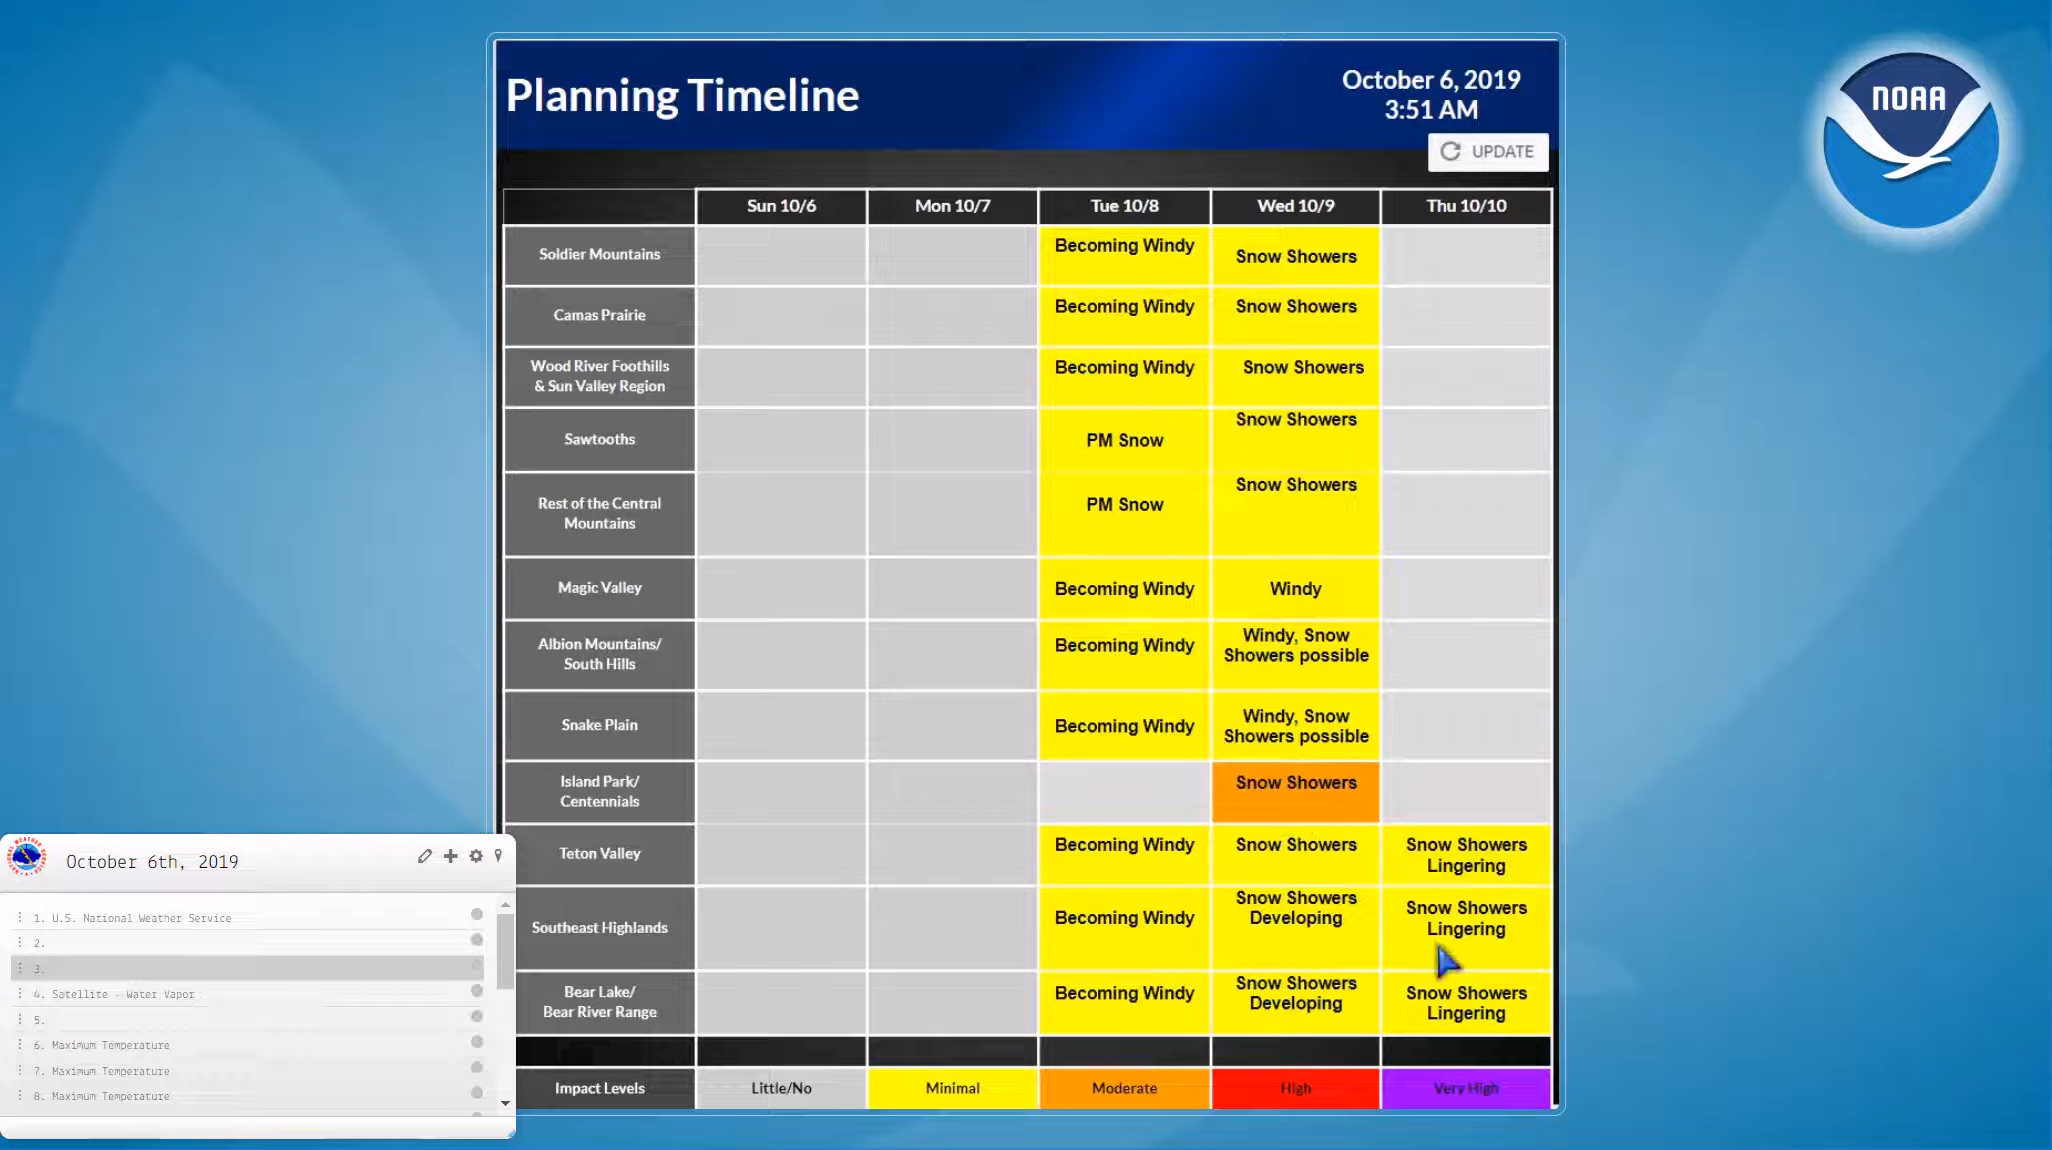 Planning Timeline
October 6, 2019
3:51 AM
UPDATE
NOAA
Sun 10/6 Mon 10/7 Tue 10/8 Wed 10/9 Thu 10/10
Soldier Mountains Becoming Windy Snow Showers
Camas Prairie Becoming Windy Snow Showers
Wood River Foothills
& Sun Valley Region
Becoming Windy Snow Showers
Sawtooths PM Snow Snow Showers
Rest of the Central
Mountains
PM Snow Snow Showers
Magic Valley Becoming Windy Windy
Albion Mountains/
South Hills
Becoming Windy
Windy, Snow
Showers possible
Snake Plain Becoming Windy
Windy, Snow
Showers possible
Island Park/
Centennials
Snow Showers
Teton Valley Becoming Windy Snow Showers
Snow Showers
Lingering
Southeast Highlands Becoming Windy
Snow Showers
Developing
Snow Showers
Lingering
Bear Lake/
Bear River Range
Becoming Windy
Snow Showers
Developing
Snow Showers
Lingering
Impact Levels Little/No Minimal Moderate High Very High
October 6th, 2019
1. U.S. National Weather Service
2.
3.
4. Satellite - Water Vapor
5.
6. Maximum Temperature
7. Maximum Temperature
8. Maximum Temperature